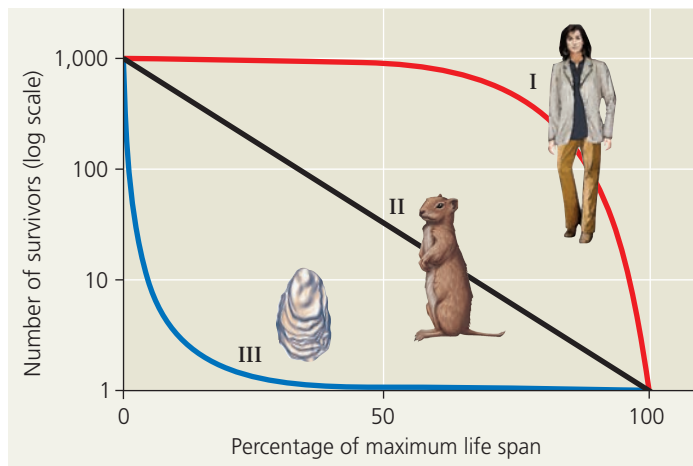 Number of survivors (log scale)
1,000
100
10
1
I
II
III
0
50
100
Percentage of maximum life span